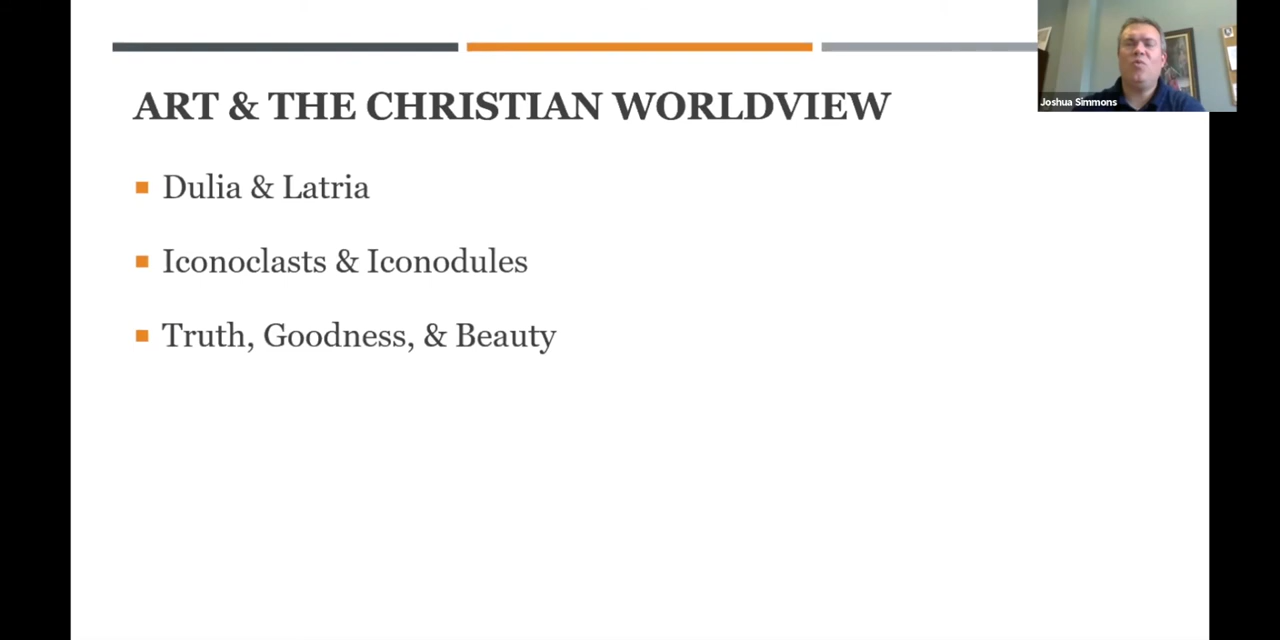 ART & THE CHRISTIAN WORLDVIEW
Joshua Simmons
Dulia & Latria
Iconoclasts & Iconodules
Truth, Goodness, & Beauty